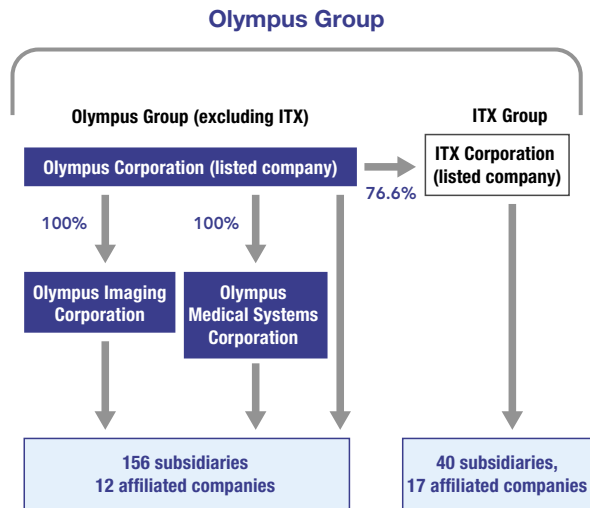 Olympus Group
Olympus Group (excluding ITX)
ITX Group
Olympus Corporation (listed company)
ITX Corporation
(listed company)
76.6%
100%
100%
Olympus Imaging
Corporation
Olympus
Medical Systems
Corporation
156 subsidiaries
12 affiliated companies
40 subsidiaries,
17 affiliated companies